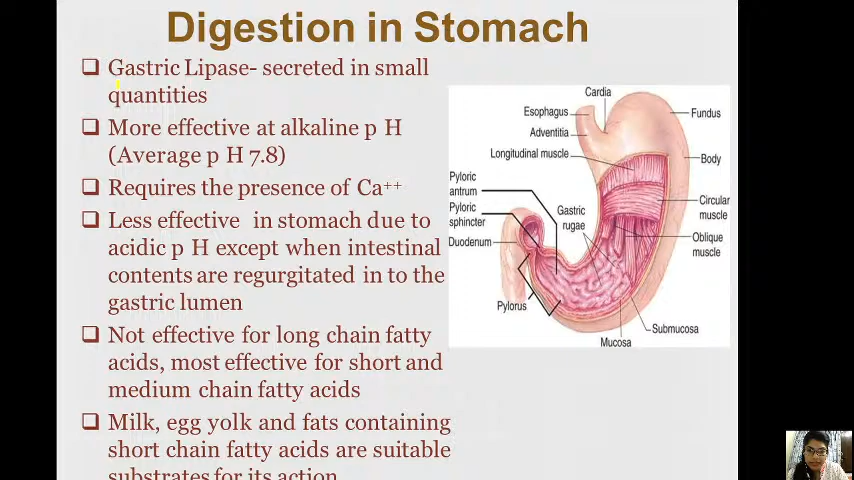 Digestion in Stomach
❑ Gastric Lipase- secreted in small
quantities
❑ More effective at alkaline p H
(Average p H 7.8)
❑ Requires the presence of Ca++
❑ Less effective in stomach due to
acidic p H except when intestinal
contents are regurgitated in to the
gastric lumen
❑ Not effective for long chain fatty
acids, most effective for short and
medium chain fatty acids
❑ Milk, egg yolk and fats containing
short chain fatty acids are suitable
substrates for its action
Cardia
Esophagus
Fundus
Adventitia
Longitudinal muscle
Body
Pyloric
antrum
Pyloric
sphincter
Duodenum
Gastric
rugae
Circular
muscle
Oblique
muscle
Pylorus
Submucosa
Mucosa